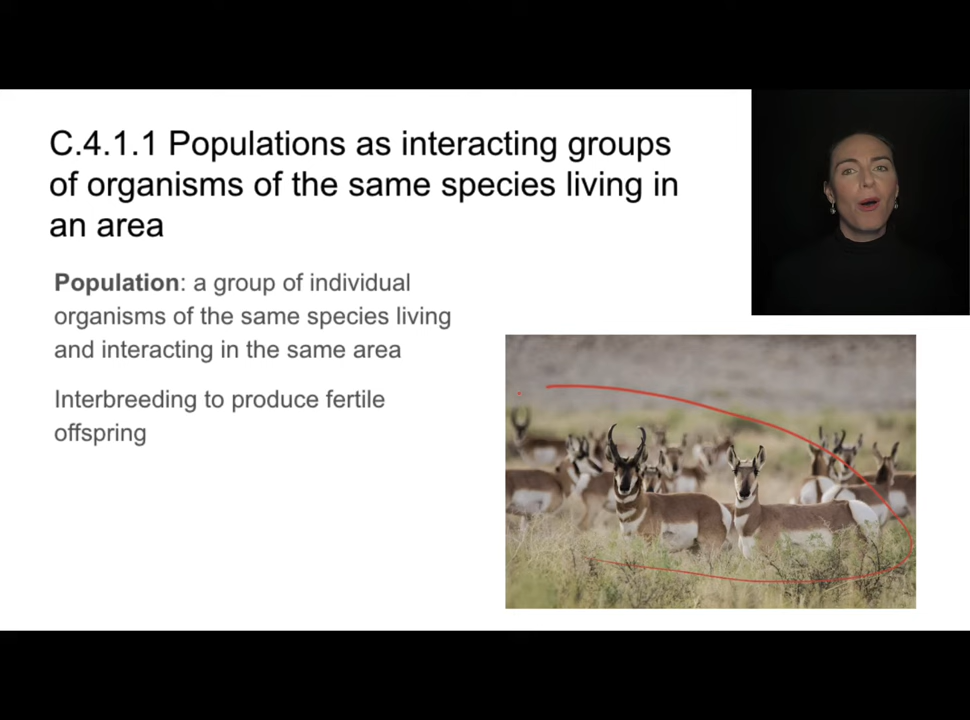 C.4.1.1 Populations as interacting groups
of organisms of the same species living in
an area
Population: a group of individual
organisms of the same species living
and interacting in the same area
Interbreeding to produce fertile
offspring